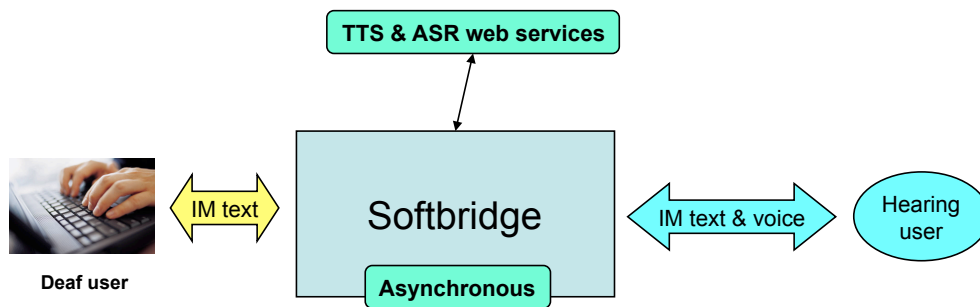 TTS & ASR web services
IM text
Softbridge
IM text & voice
Hearing
user
Deaf user
Asynchronous